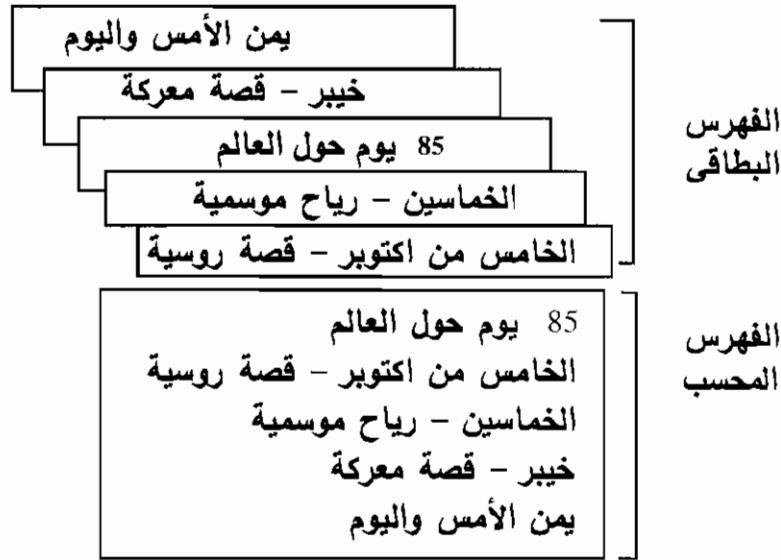 يمن الأمس واليوم
خيبر – قصة معركة
85 يوم حول العالم
الخماسين – رياح موسمية
الخامس من اكتوبر – قصة روسية
الفهرس
البطاقى
85 يوم حول العالم
الخامس من اكتوبر – قصة روسية
الخماسين – رياح موسمية
خيبر – قصة معركة
يمن الأمس واليوم
الفهرس
المحسب